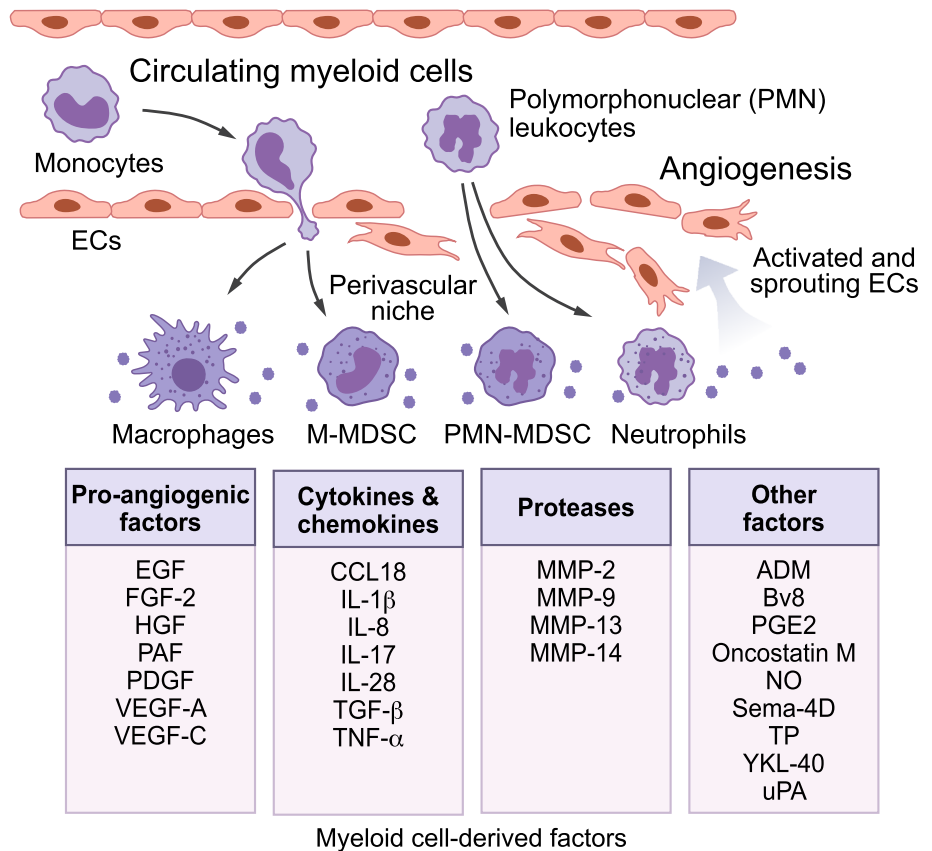 Circulating myeloid cells
Monocytes
Polymorphonuclear (PMN)
leukocytes
Angiogenesis
ECs
Activated and
sprouting ECs
Perivascular
niche
Macrophages
M-MDSC
PMN-MDSC
Neutrophils
Pro-angiogenic
factors
EGF
FGF-2
HGF
PAF
PDGF
VEGF-A
VEGF-C
Cytokines &
chemokines
CCL18
IL-1β
IL-8
IL-17
IL-28
TGF-β
TNF-α
Proteases
MMP-2
MMP-9
MMP-13
MMP-14
Other
factors
ADM
Bv8
PGE2
Oncostatin M
NO
Sema-4D
TP
YKL-40
uPA
Myeloid cell-derived factors